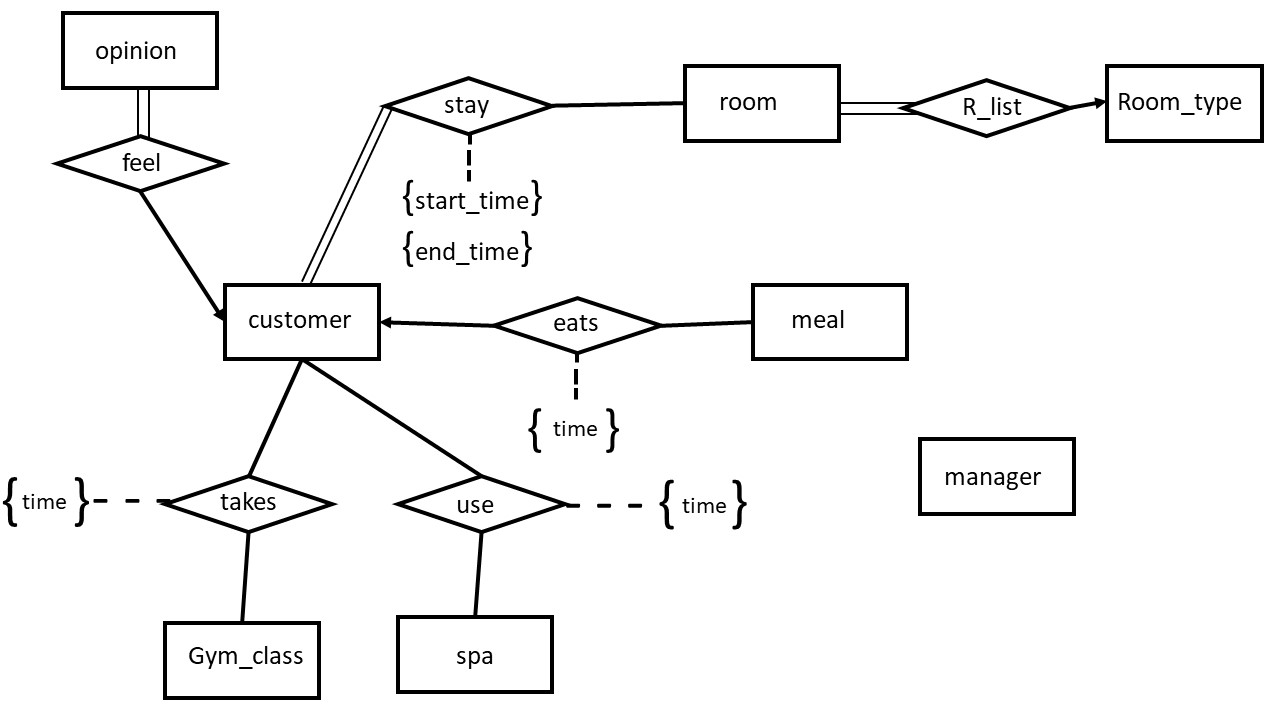 opinion
stay
room
R_list
Room_type
feel
{start_time}
{end_time}
customer
eats
meal
{ time }
manager
{ time }
takes
use
{ time }
Gym_class
spa